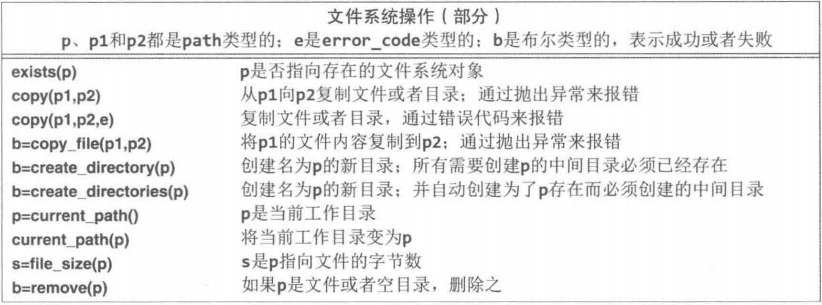 文件系统操作（部分）
p、p1和p2都是path类型的；e是error_code类型的；b是布尔类型的，表示成功或者失败
exists(p) p是否指向存在的文件系统对象
copy(p1,p2) 从p1向p2复制文件或者目录；通过抛出异常来报错
copy(p1,p2,e) 复制文件或者目录，通过错误代码来报错
b=copy_file(p1,p2) 将p1的文件内容复制到p2；通过抛出异常来报错
b=create_directory(p) 创建名为p的新目录；所有需要创建p的中间目录必须已经存在
b=create_directories(p) 创建名为p的新目录；并自动创建为了p存在而必须创建的中间目录
p=current_path() p是当前工作目录
current_path(p) 将当前工作目录变为p
s=file_size(p) s是p指向文件的字节数
b=remove(p) 如果p是文件或者空目录，删除之